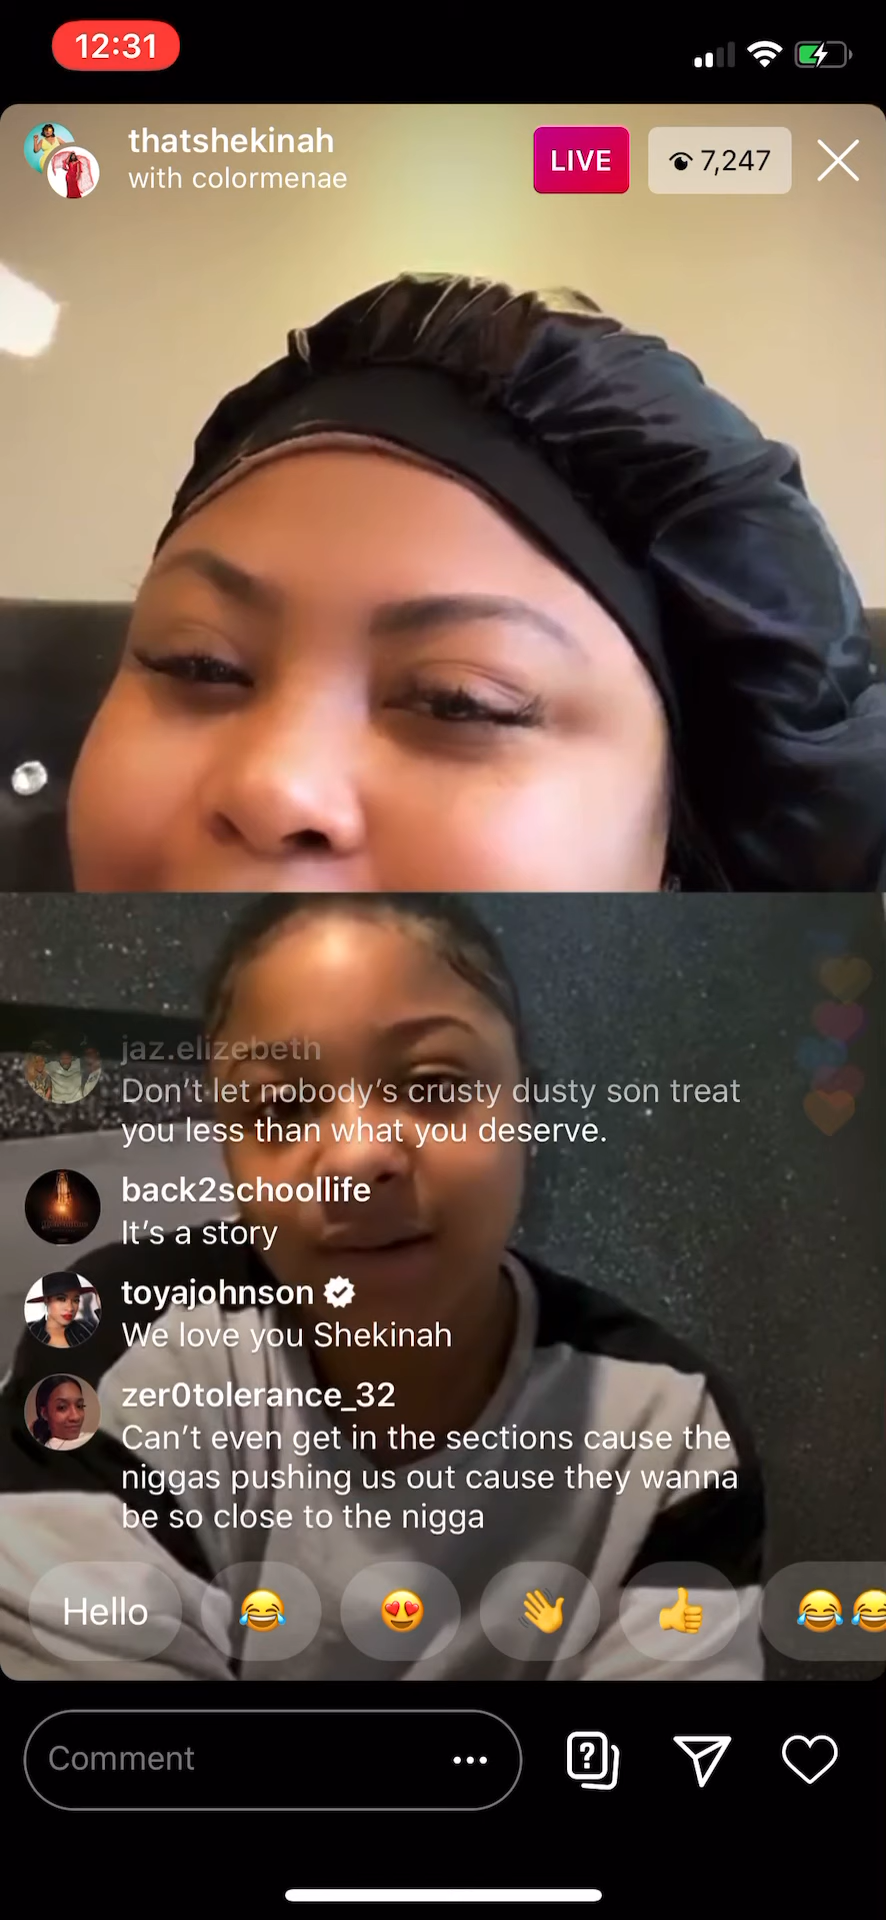 12:31
thatshekinah
with colormenae
LIVE
7,247
jaz.elizebeth
Don't let nobody's crusty dusty son treat
you less than what you deserve.
back2schoollife
It's a story
toyajohnson
We love you Shekinah
zer0tolerance_32
Can't even get in the sections cause the
niggas pushing us out cause they wanna
be so close to the nigga
Hello
Comment